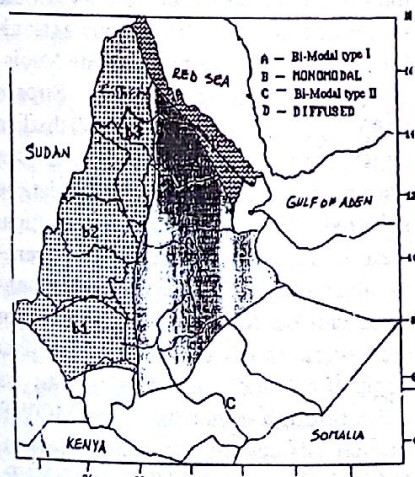 RED SEA
A – Bi-Modal type I
B – MONOMODAL
C – Bi-Modal type II
D – DIFFUSED
SUDAN
b3
GULF OF ADEN
b2
b1
C
KENYA
SOMALIA